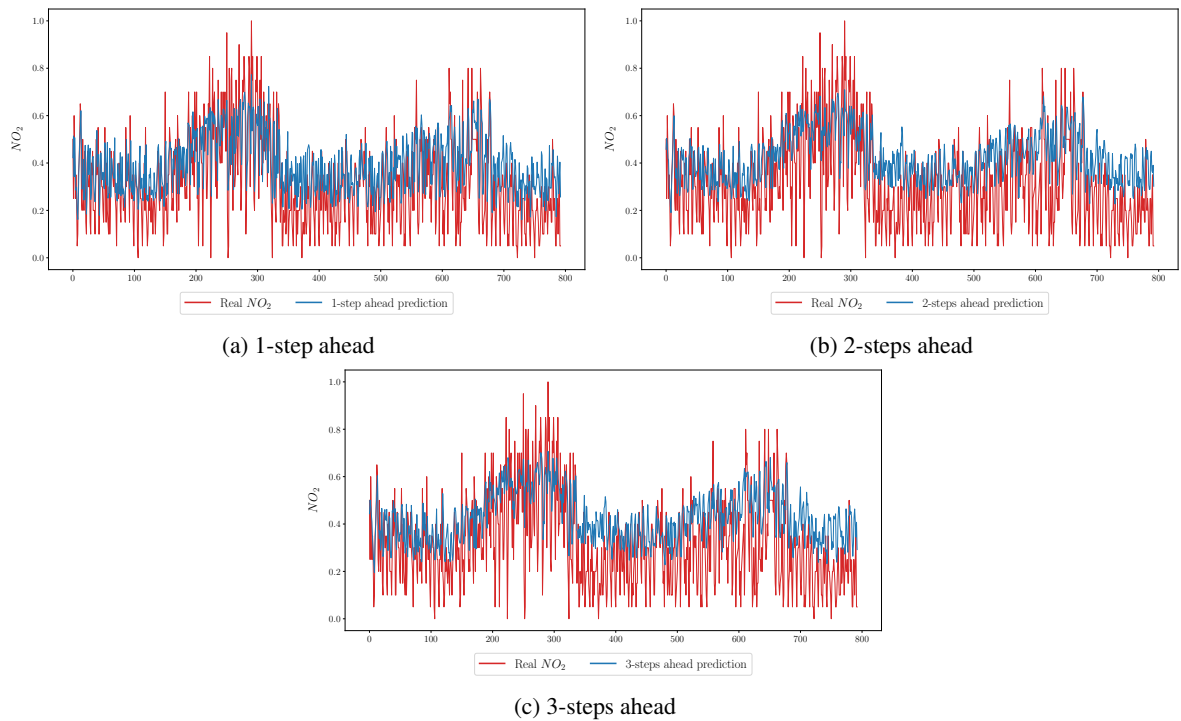 1.0
0.8
0.6
0.4
0.2
0.0
NO2
0 100 200 300 400 500 600 700 800
Real NO2 1-step ahead prediction
(a) 1-step ahead
1.0
0.8
0.6
0.4
0.2
0.0
NO2
0 100 200 300 400 500 600 700 800
Real NO2 2-steps ahead prediction
(b) 2-steps ahead
1.0
0.8
0.6
0.4
0.2
0.0
NO2
0 100 200 300 400 500 600 700 800
Real NO2 3-steps ahead prediction
(c) 3-steps ahead